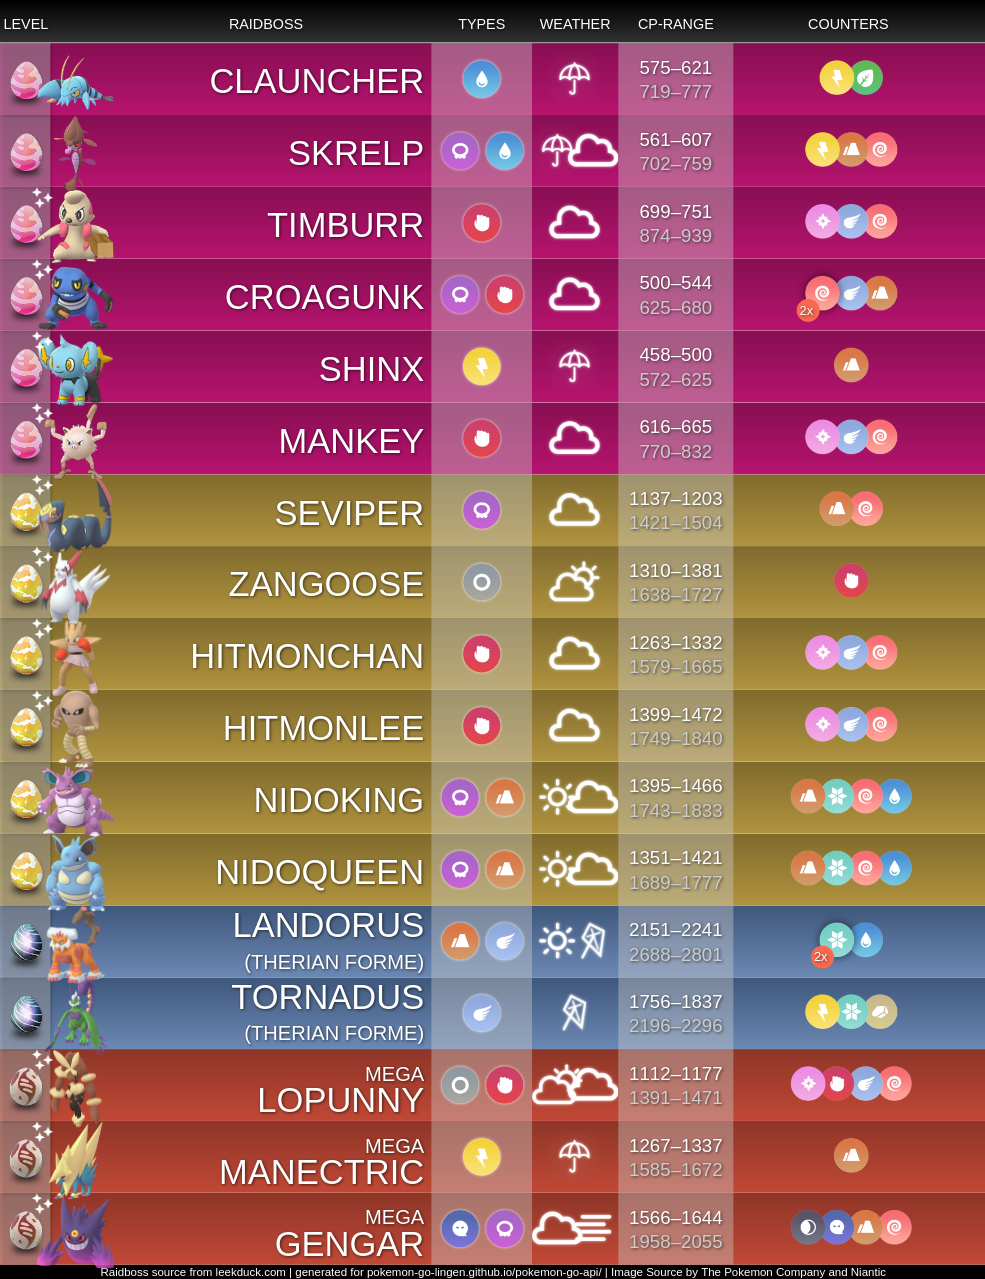 LEVEL RAIDBOSS TYPES WEATHER CP-RANGE COUNTERS
CLAUNCHER 575–621
719–777
SKRELP 561–607
702–759
TIMBURR 699–751
874–939
CROAGUNK 500–544
625–680
2x
SHINX 458–500
572–625
MANKEY 616–665
770–832
SEVIPER 1137–1203
1421–1504
ZANGOOSE 1310–1381
1638–1727
HITMONCHAN 1263–1332
1579–1665
HITMONLEE 1399–1472
1749–1840
NIDOKING 1395–1466
1743–1833
NIDOQUEEN 1351–1421
1689–1777
LANDORUS 2151–2241
(THERIAN FORME) 2688–2801
2x
TORNADUS 1756–1837
(THERIAN FORME) 2196–2296
MEGA 1112–1177
LOPUNNY 1391–1471
MEGA 1267–1337
MANECTRIC 1585–1672
MEGA 1566–1644
GENGAR 1958–2055
Raidboss source from leekduck.com | generated for pokemon-go-lingen.github.io/pokemon-go-api/ | Image Source by The Pokemon Company and Niantic